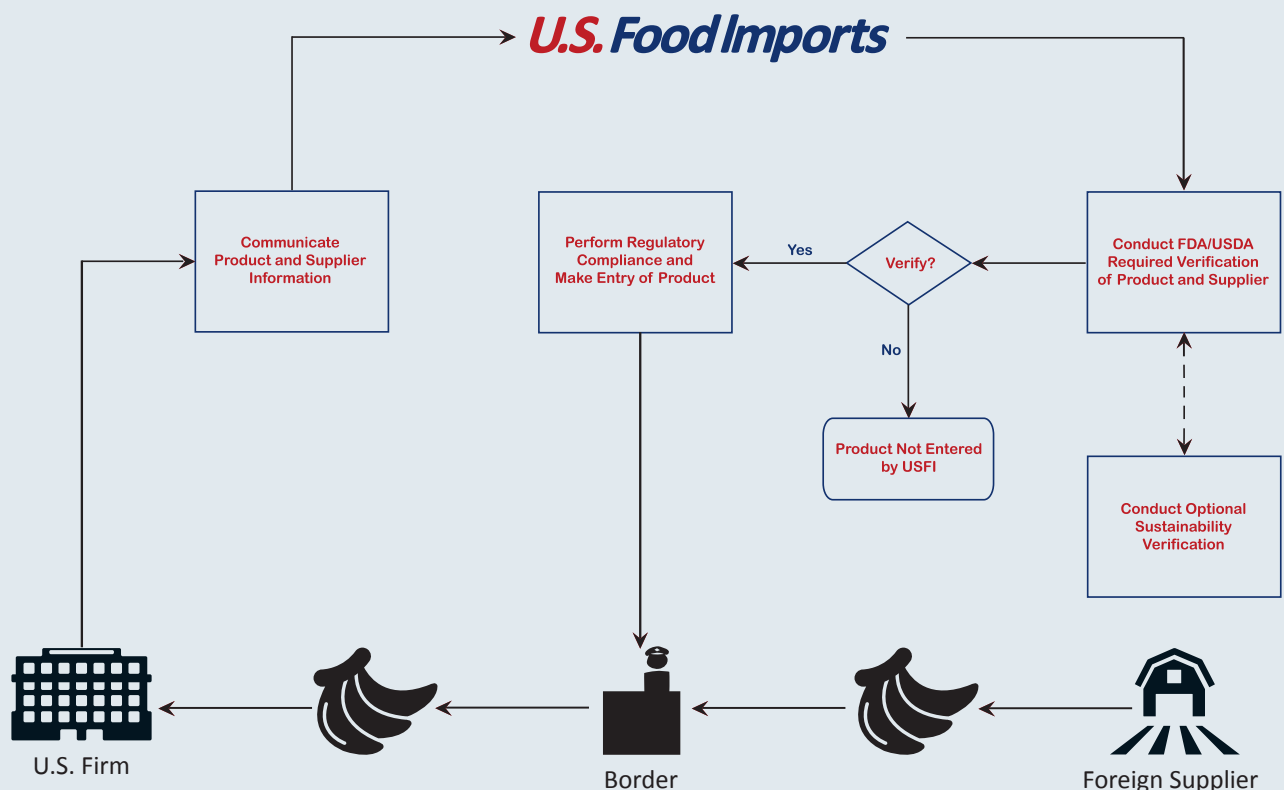 U.S. Food Imports
Communicate
Product and Supplier
Information
Perform Regulatory
Compliance and
Make Entry of Product
Yes
Verify?
Conduct FDA/USDA
Required Verification
of Product and Supplier
No
Product Not Entered
by USFI
Conduct Optional
Sustainability
Verification
U.S. Firm
Border
Foreign Supplier